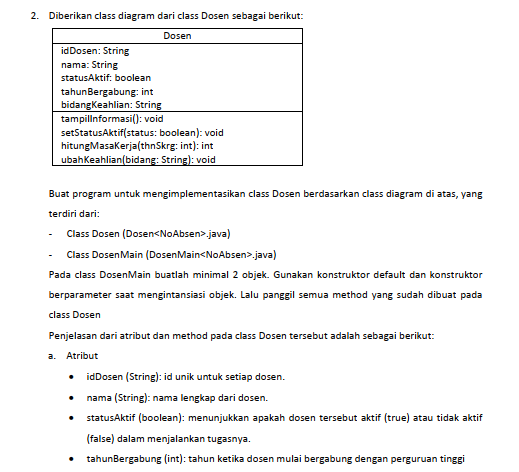 2. Diberikan class diagram dari class Dosen sebagai berikut:
Dosen
idDosen: String
nama: String
statusAktif: boolean
tahunBergabung: int
bidangKeahlian: String
tampilInformasi(): void
setStatusAktif(status: boolean): void
hitungMasaKerja(thnSkrg: int): int
ubahKeahlian(bidang: String): void
Buat program untuk mengimplementasikan class Dosen berdasarkan class diagram di atas, yang
terdiri dari:
- Class Dosen (Dosen<NoAbsen>.java)
- Class DosenMain (DosenMain<NoAbsen>.java)
Pada class DosenMain buatlah minimal 2 objek. Gunakan konstruktor default dan konstruktor
berparameter saat mengintansiasi objek. Lalu panggil semua method yang sudah dibuat pada
class Dosen
Penjelasan dari atribut dan method pada class Dosen tersebut adalah sebagai berikut:
a. Atribut
• idDosen (String): id unik untuk setiap dosen.
• nama (String): nama lengkap dari dosen.
• statusAktif (boolean): menunjukkan apakah dosen tersebut aktif (true) atau tidak aktif
(false) dalam menjalankan tugasnya.
• tahunBergabung (int): tahun ketika dosen mulai bergabung dengan perguruan tinggi